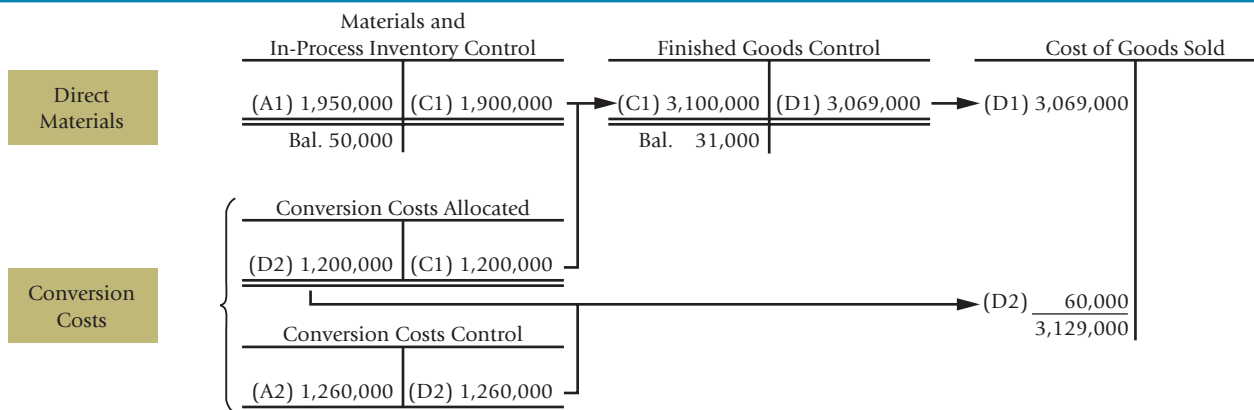 Materials and
In-Process Inventory Control
Finished Goods Control
Cost of Goods Sold
Direct
Materials
(A1) 1,950,000 (C1) 1,900,000
(C1) 3,100,000 (D1) 3,069,000
(D1) 3,069,000
Bal. 50,000
Bal. 31,000
Conversion Costs Allocated
(D2) 1,200,000 (C1) 1,200,000
Conversion
Costs
(D2) 60,000
3,129,000
Conversion Costs Control
(A2) 1,260,000 (D2) 1,260,000